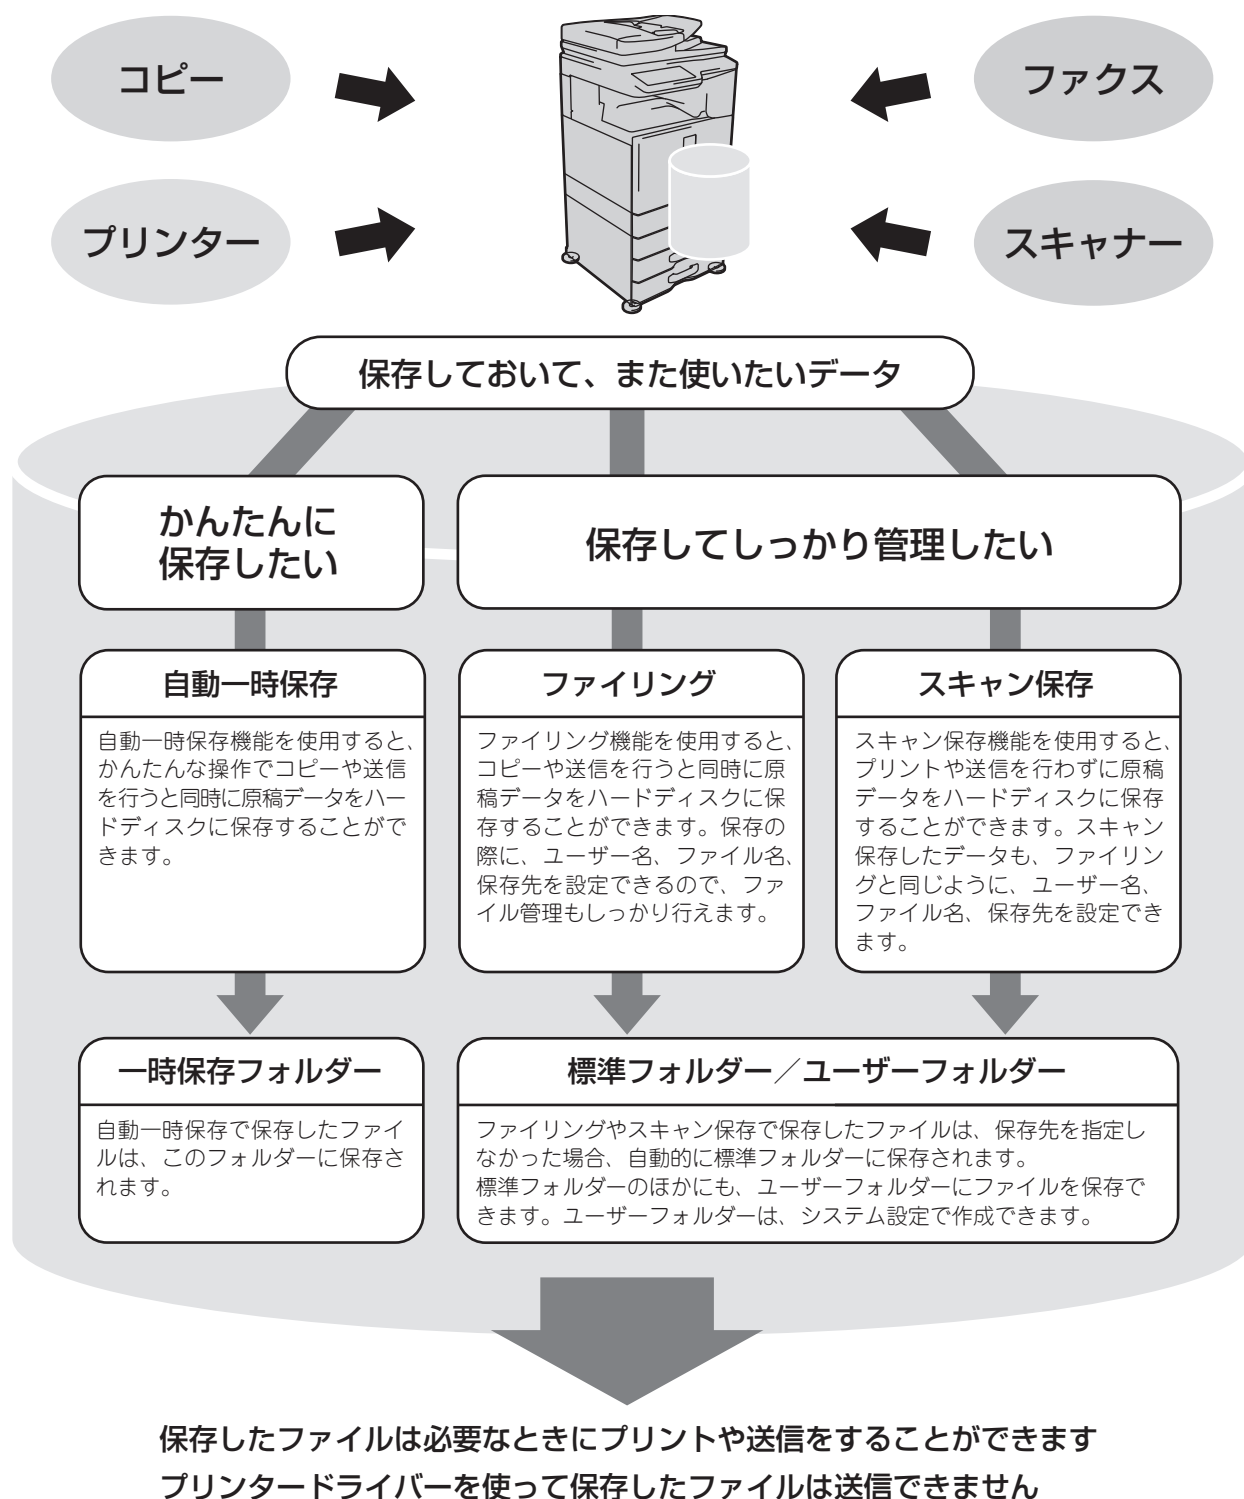 コピー
ファクス
プリンター
スキャナー
保存しておいて、また使いたいデータ
かんたんに
保存したい
保存してしっかり管理したい
自動一時保存
自動一時保存機能を使用すると、
かんたんな操作でコピーや送信
を行うと同時に原稿データをハー
ドディスクに保存することがで
きます。
ファイリング
ファイリング機能を使用すると、
コピーや送信を行うと同時に原
稿データをハードディスクに保
存することができます。保存の
際に、ユーザー名、ファイル名、
保存先を設定できるので、ファ
イル管理もしっかり行えます。
スキャン保存
スキャン保存機能を使用すると、
プリントや送信を行わずに原稿
データをハードディスクに保存
することができます。スキャン
保存したデータも、ファイリン
グと同じように、ユーザー名、
ファイル名、保存先を設定でき
ます。
一時保存フォルダー
自動一時保存で保存したファイ
ルは、このフォルダーに保存さ
れます。
標準フォルダー／ユーザーフォルダー
ファイリングやスキャン保存で保存したファイルは、保存先を指定し
なかった場合、自動的に標準フォルダーに保存されます。
標準フォルダーのほかにも、ユーザーフォルダーにファイルを保存で
きます。ユーザーフォルダーは、システム設定で作成できます。
保存したファイルは必要なときにプリントや送信をすることができます
プリンタードライバーを使って保存したファイルは送信できません